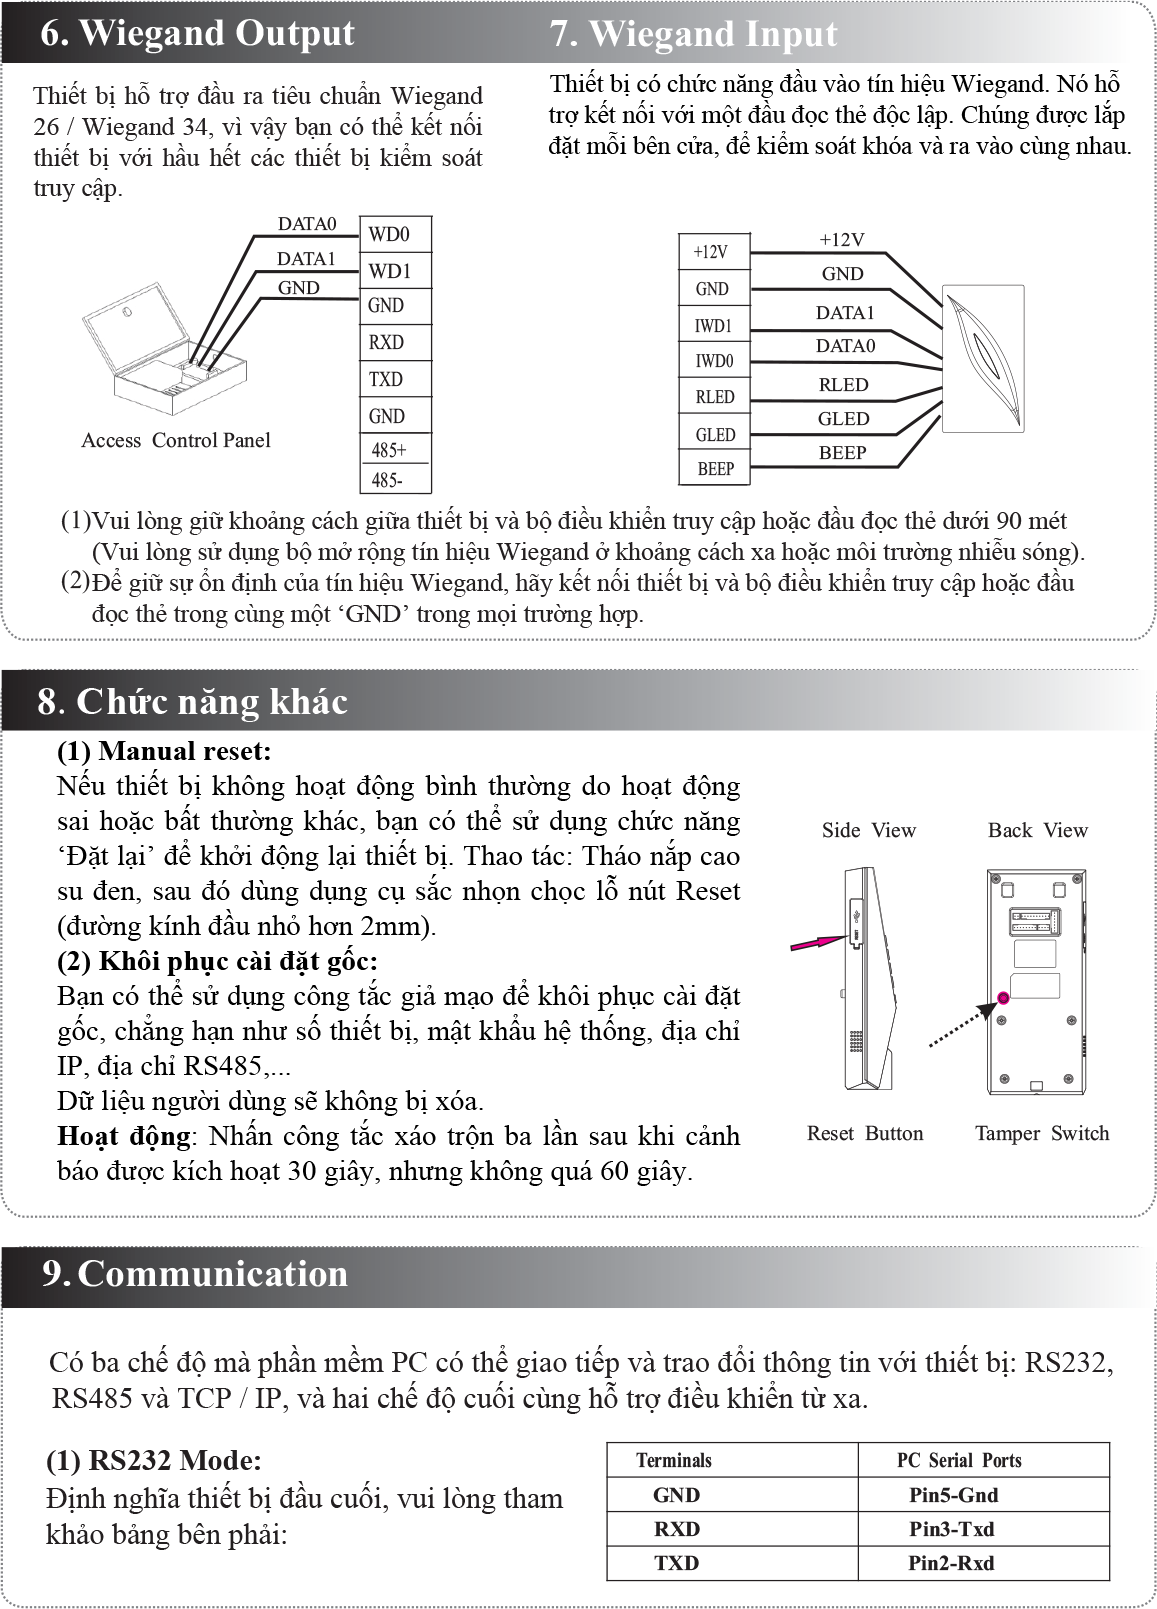 6. Wiegand Output
Thiết bị hỗ trợ đầu ra tiêu chuẩn Wiegand
26 / Wiegand 34, vì vậy bạn có thể kết nối
thiết bị với hầu hết các thiết bị kiểm soát
truy cập.
DATA0
DATA1
GND
WD0
WD1
GND
RXD
TXD
GND
485+
485-
Access Control Panel
7. Wiegand Input
Thiết bị có chức năng đầu vào tín hiệu Wiegand. Nó hỗ
trợ kết nối với một đầu đọc thẻ độc lập. Chúng được lắp
đặt mỗi bên cửa, để kiểm soát khóa và ra vào cùng nhau.
+12V +12V
GND GND
IWD1 DATA1
IWD0 DATA0
RLED RLED
GLED GLED
BEEP BEEP
(1)Vui lòng giữ khoảng cách giữa thiết bị và bộ điều khiển truy cập hoặc đầu đọc thẻ dưới 90 mét
(Vui lòng sử dụng bộ mở rộng tín hiệu Wiegand ở khoảng cách xa hoặc môi trường nhiễu sóng).
(2)Để giữ sự ổn định của tín hiệu Wiegand, hãy kết nối thiết bị và bộ điều khiển truy cập hoặc đầu
đọc thẻ trong cùng một ‘GND’ trong mọi trường hợp.
8. Chức năng khác
(1) Manual reset:
Nếu thiết bị không hoạt động bình thường do hoạt động
sai hoặc bất thường khác, bạn có thể sử dụng chức năng
‘Đặt lại’ để khởi động lại thiết bị. Thao tác: Tháo nắp cao
su đen, sau đó dùng dụng cụ sắc nhọn chọc lỗ nút Reset
(đường kính đầu nhỏ hơn 2mm).
(2) Khôi phục cài đặt gốc:
Bạn có thể sử dụng công tắc giả mạo để khôi phục cài đặt
gốc, chẳng hạn như số thiết bị, mật khẩu hệ thống, địa chỉ
IP, địa chỉ RS485,...
Dữ liệu người dùng sẽ không bị xóa.
Hoạt động: Nhấn công tắc xáo trộn ba lần sau khi cảnh
báo được kích hoạt 30 giây, nhưng không quá 60 giây.
Side View Back View
RESET
Reset Button Tamper Switch
9. Communication
Có ba chế độ mà phần mềm PC có thể giao tiếp và trao đổi thông tin với thiết bị: RS232,
RS485 và TCP / IP, và hai chế độ cuối cùng hỗ trợ điều khiển từ xa.
(1) RS232 Mode:
Định nghĩa thiết bị đầu cuối, vui lòng tham
khảo bảng bên phải:
Terminals PC Serial Ports
GND Pin5-Gnd
RXD Pin3-Txd
TXD Pin2-Rxd